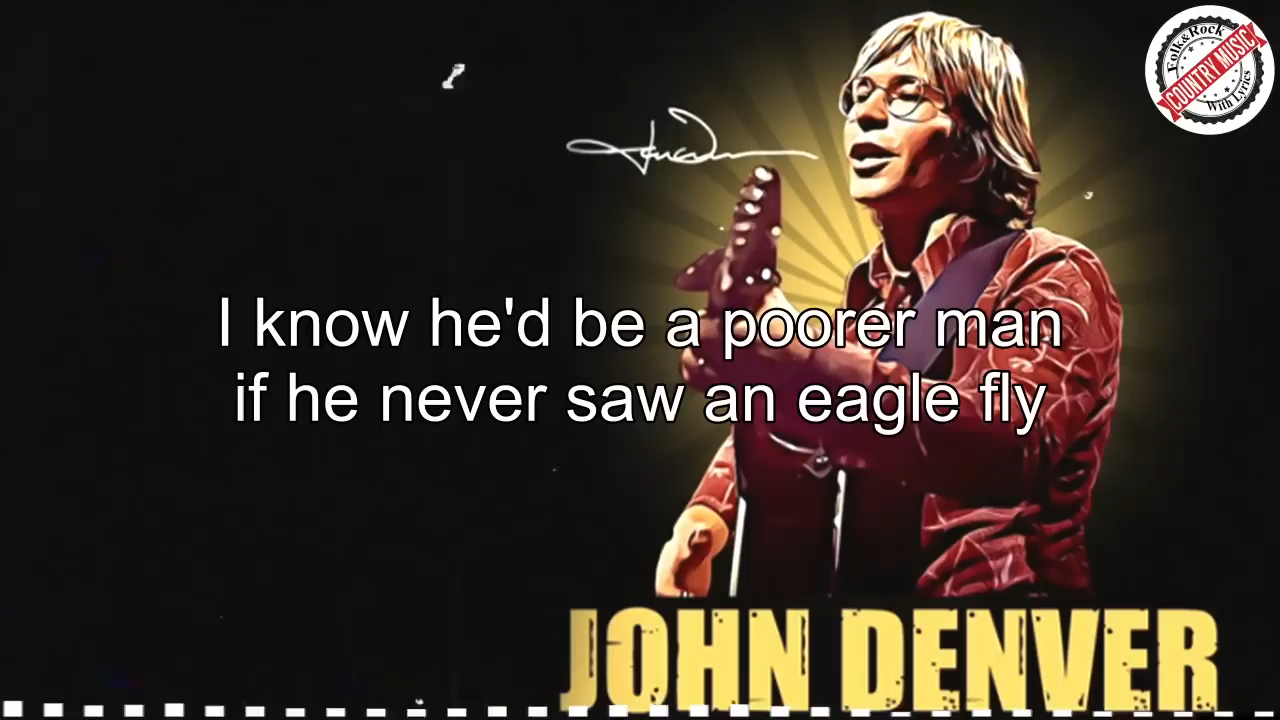 Folk&Rock
COUNTRY MUSIC
With Lyrics
I know he'd be a poorer man
if he never saw an eagle fly
JOHN DENVER